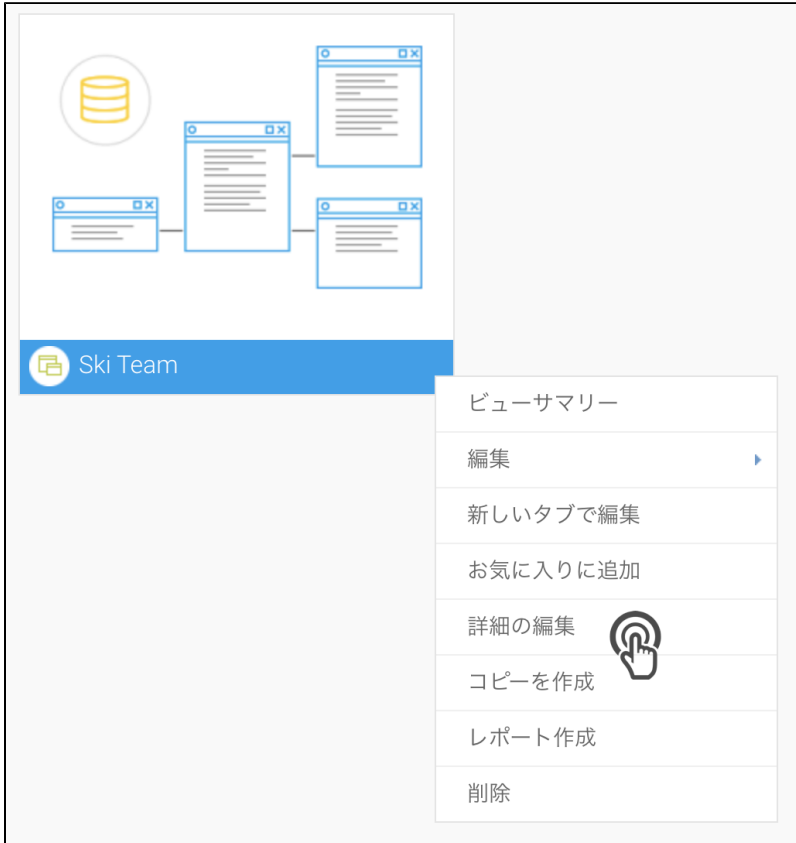 Ski Team
ビューサマリー
編集
新しいタブで編集
お気に入りに追加
詳細の編集
コピーを作成
レポート作成
削除